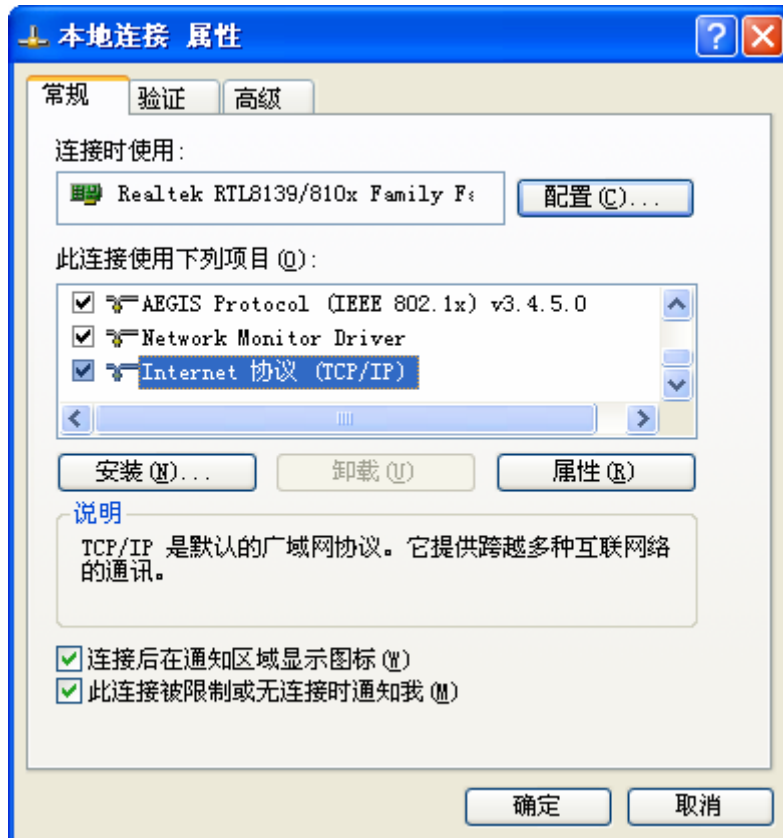 本地连接 属性
常规 验证 高级
连接时使用:
Realtek RTL8139/810x Family Fa
配置(C)...
此连接使用下列项目(O):
AEGIS Protocol (IEEE 802.1x) v3.4.5.0
Network Monitor Driver
Internet 协议 (TCP/IP)
安装(N)... 卸载(U) 属性(R)
说明
TCP/IP 是默认的广域网协议。它提供跨越多种互联网络
的通讯。
连接后在通知区域显示图标(W)
此连接被限制或无连接时通知我(M)
确定 取消